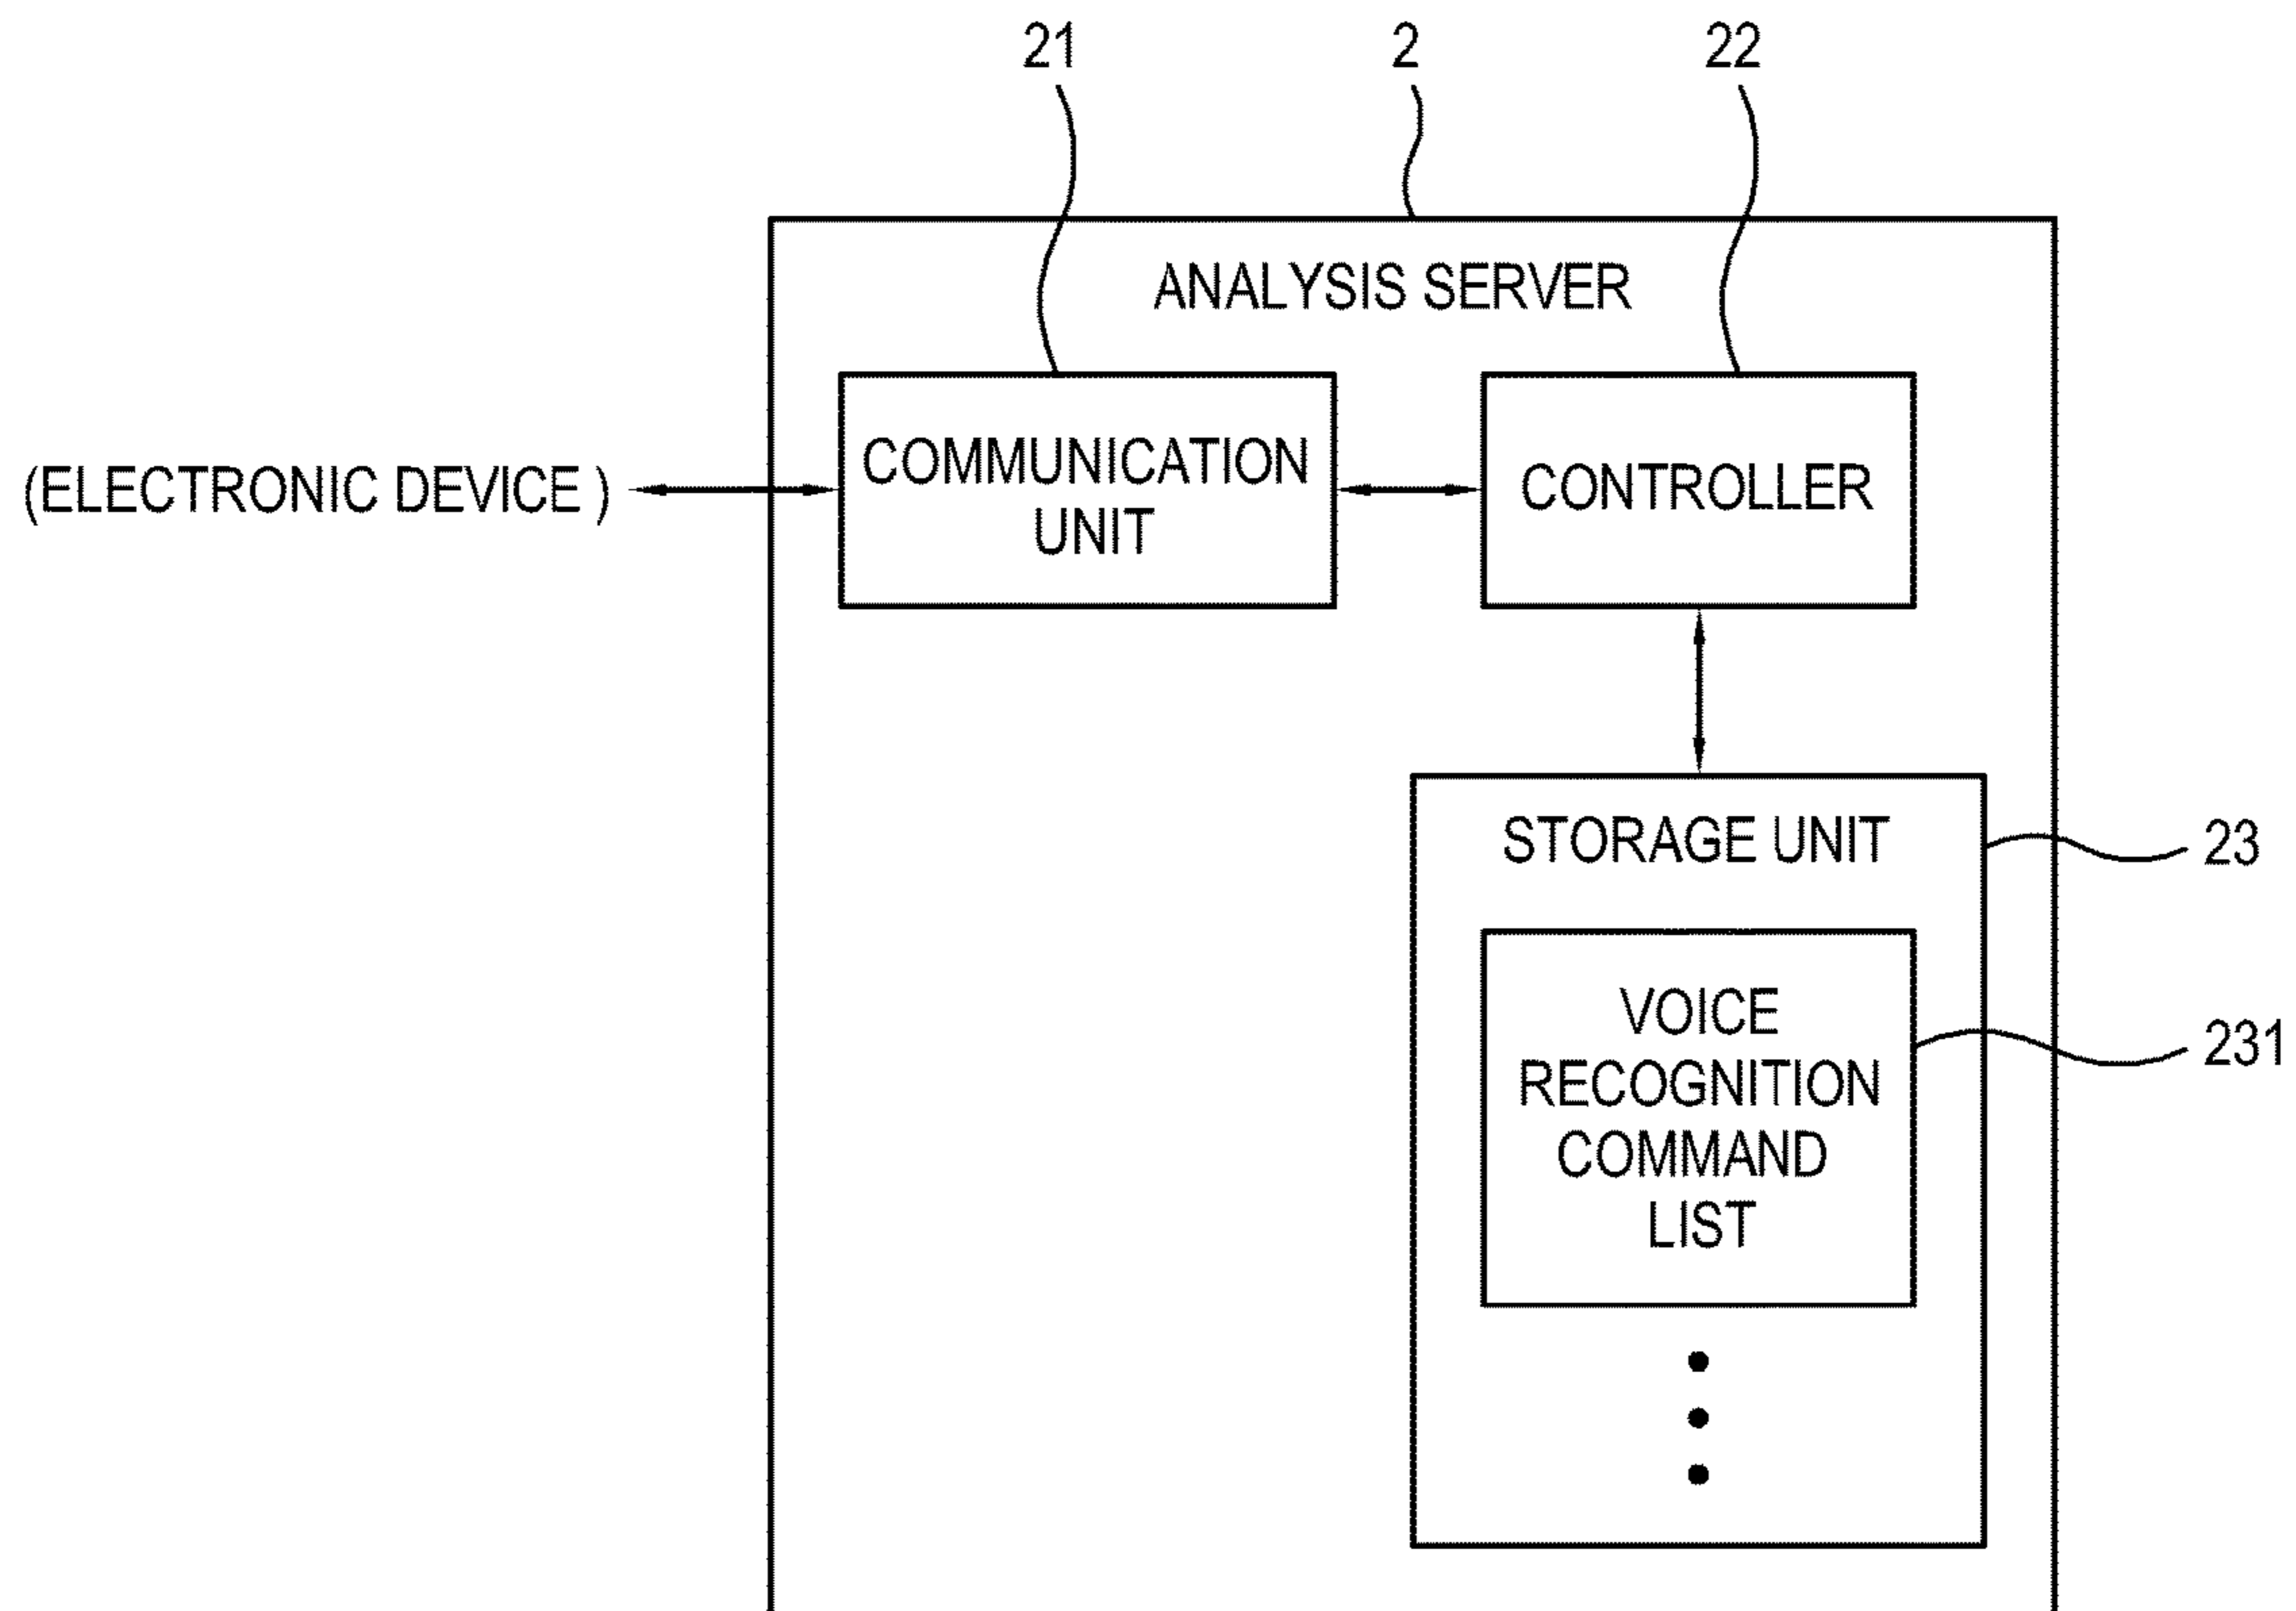 21
2
22
ANALYSIS SERVER
(ELECTRONIC DEVICE )
COMMUNICATION
UNIT
CONTROLLER
STORAGE UNIT
23
VOICE
RECOGNITION
COMMAND
LIST
231